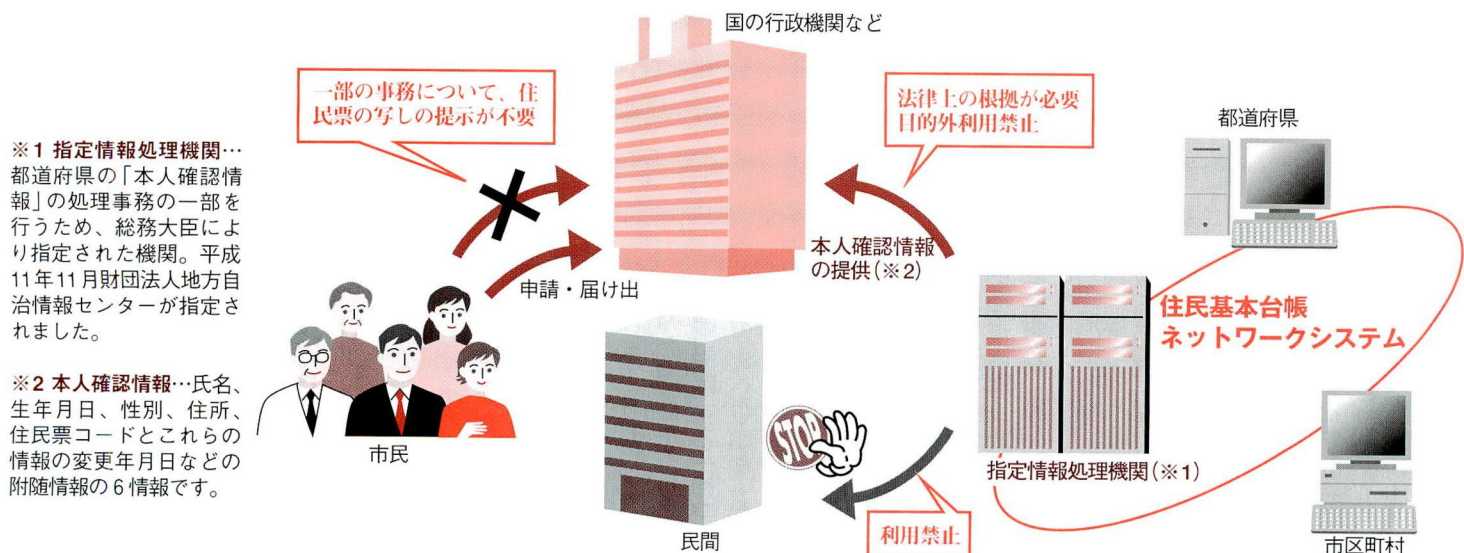 国の行政機関など
一部の事務について、住
民票の写しの提示が不要
法律上の根拠が必要
目的外利用禁止
都道府県
※1 指定情報処理機関…
都道府県の「本人確認情
報」の処理事務の一部を
行うため、総務大臣によ
り指定された機関。平成
11年11月財団法人地方自
治情報センターが指定さ
れました。
※2 本人確認情報…氏名、
生年月日、性別、住所、
住民票コードとこれらの
情報の変更年月日などの
附随情報の6情報です。
本人確認情報
の提供(※2)
申請・届け出
住民基本台帳
ネットワークシステム
市民
STOP
指定情報処理機関(※1)
利用禁止
民間
市区町村